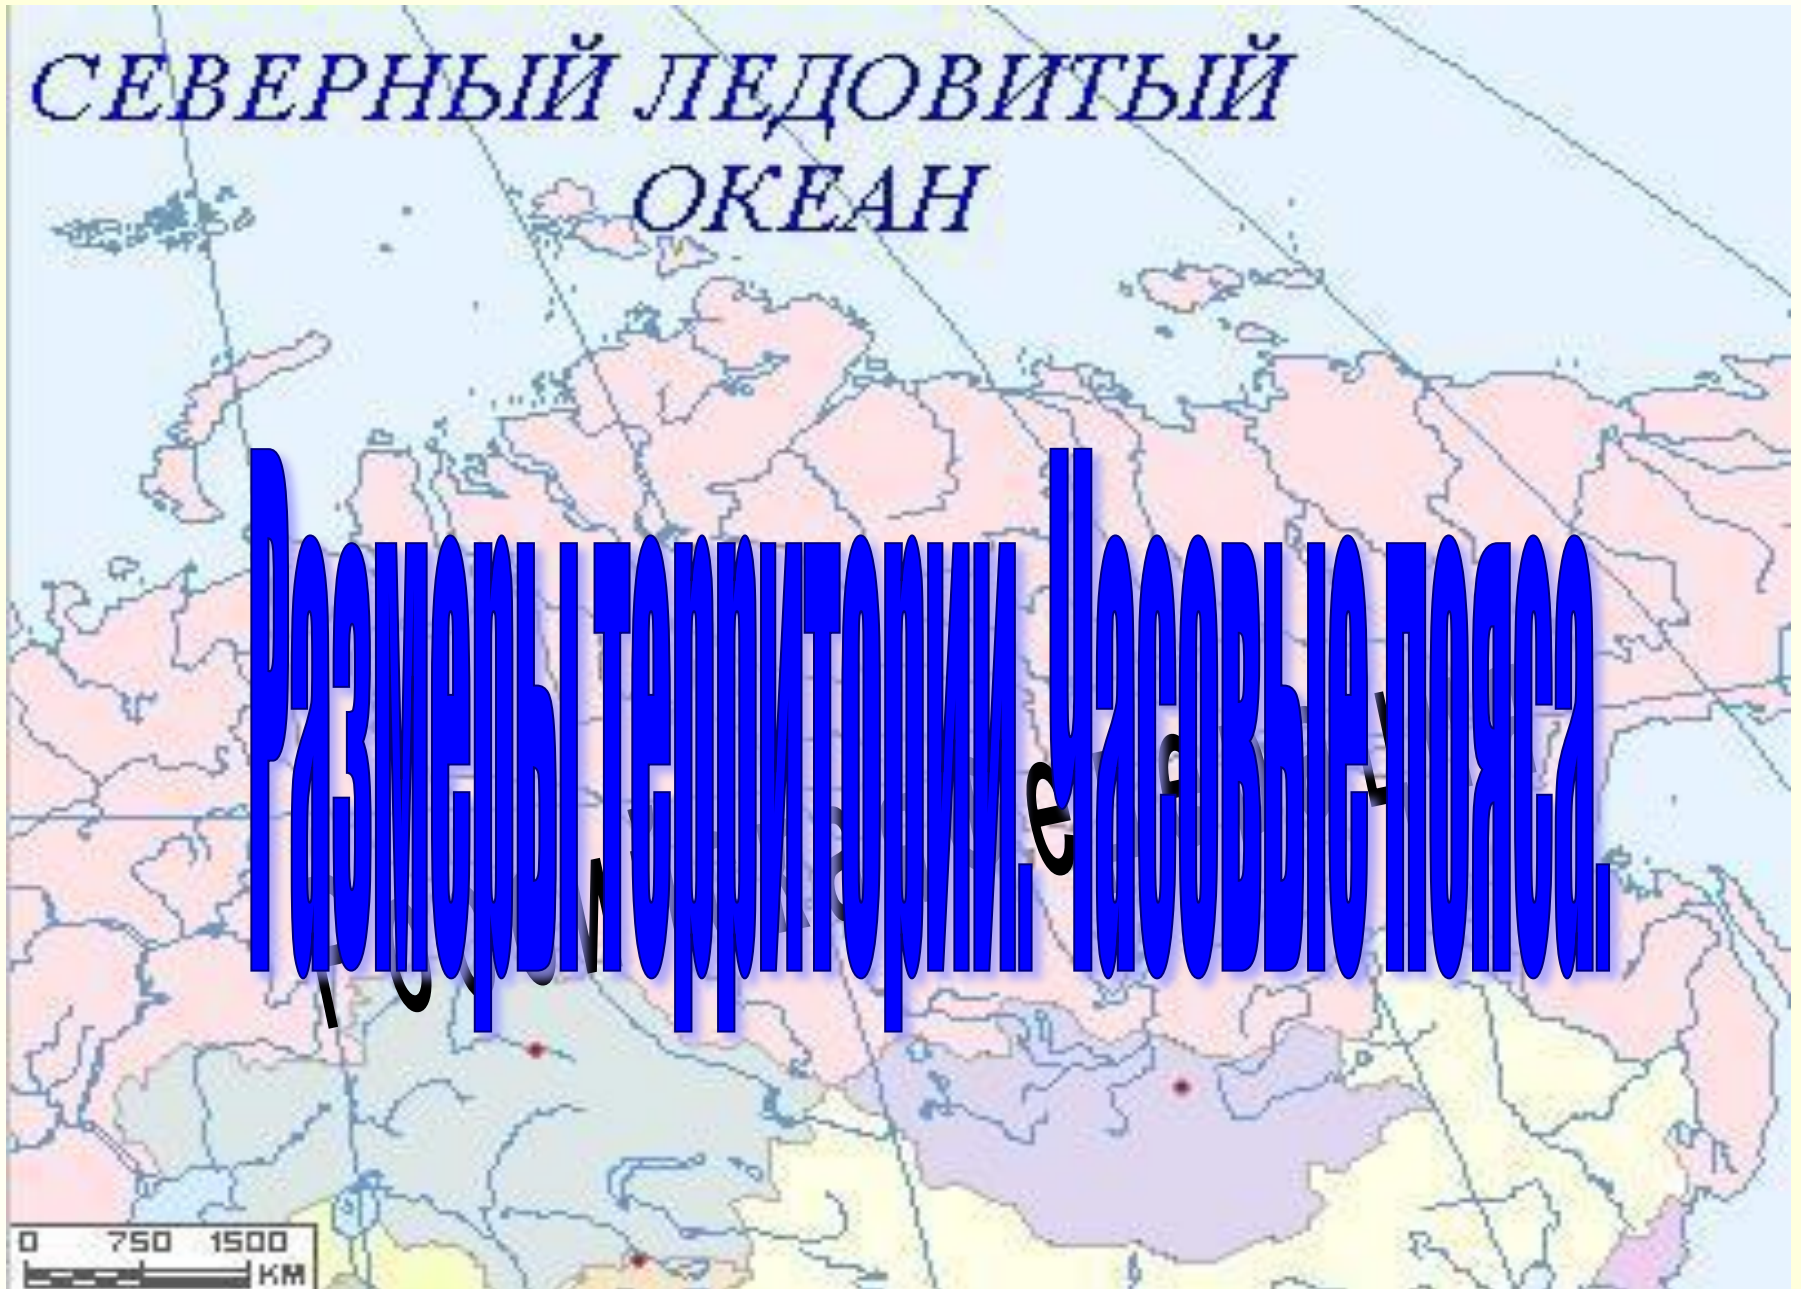 СЕВЕРНЫЙ ЛЕДОВИТЫЙ
ОКЕАН
Размеры территории. Часовые пояса.
0 750 1500
КМ